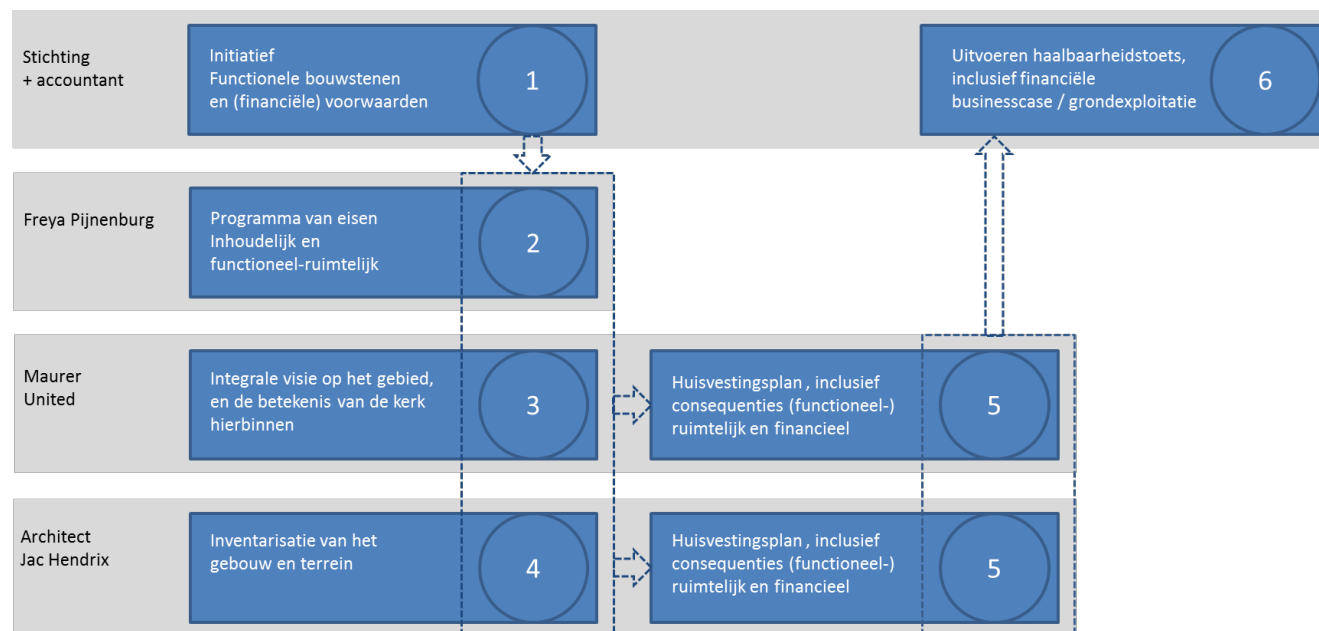 Stichting
+ accountant
Initiatief
Functionele bouwstenen
en (financiële) voorwaarden
1
Uitvoeren haalbaarheidstoets,
inclusief financiële
businesscase / grondexploitatie
6
Freya Pijnenburg
Programma van eisen
Inhoudelijk en
functioneel-ruimtelijk
2
Maurer
United
Integrale visie op het gebied,
en de betekenis van de kerk
hierbinnen
3
Huisvestingsplan , inclusief
consequenties (functioneel-)
ruimtelijk en financieel
5
Architect
Jac Hendrix
Inventarisatie van het
gebouw en terrein
4
Huisvestingsplan , inclusief
consequenties (functioneel-)
ruimtelijk en financieel
5